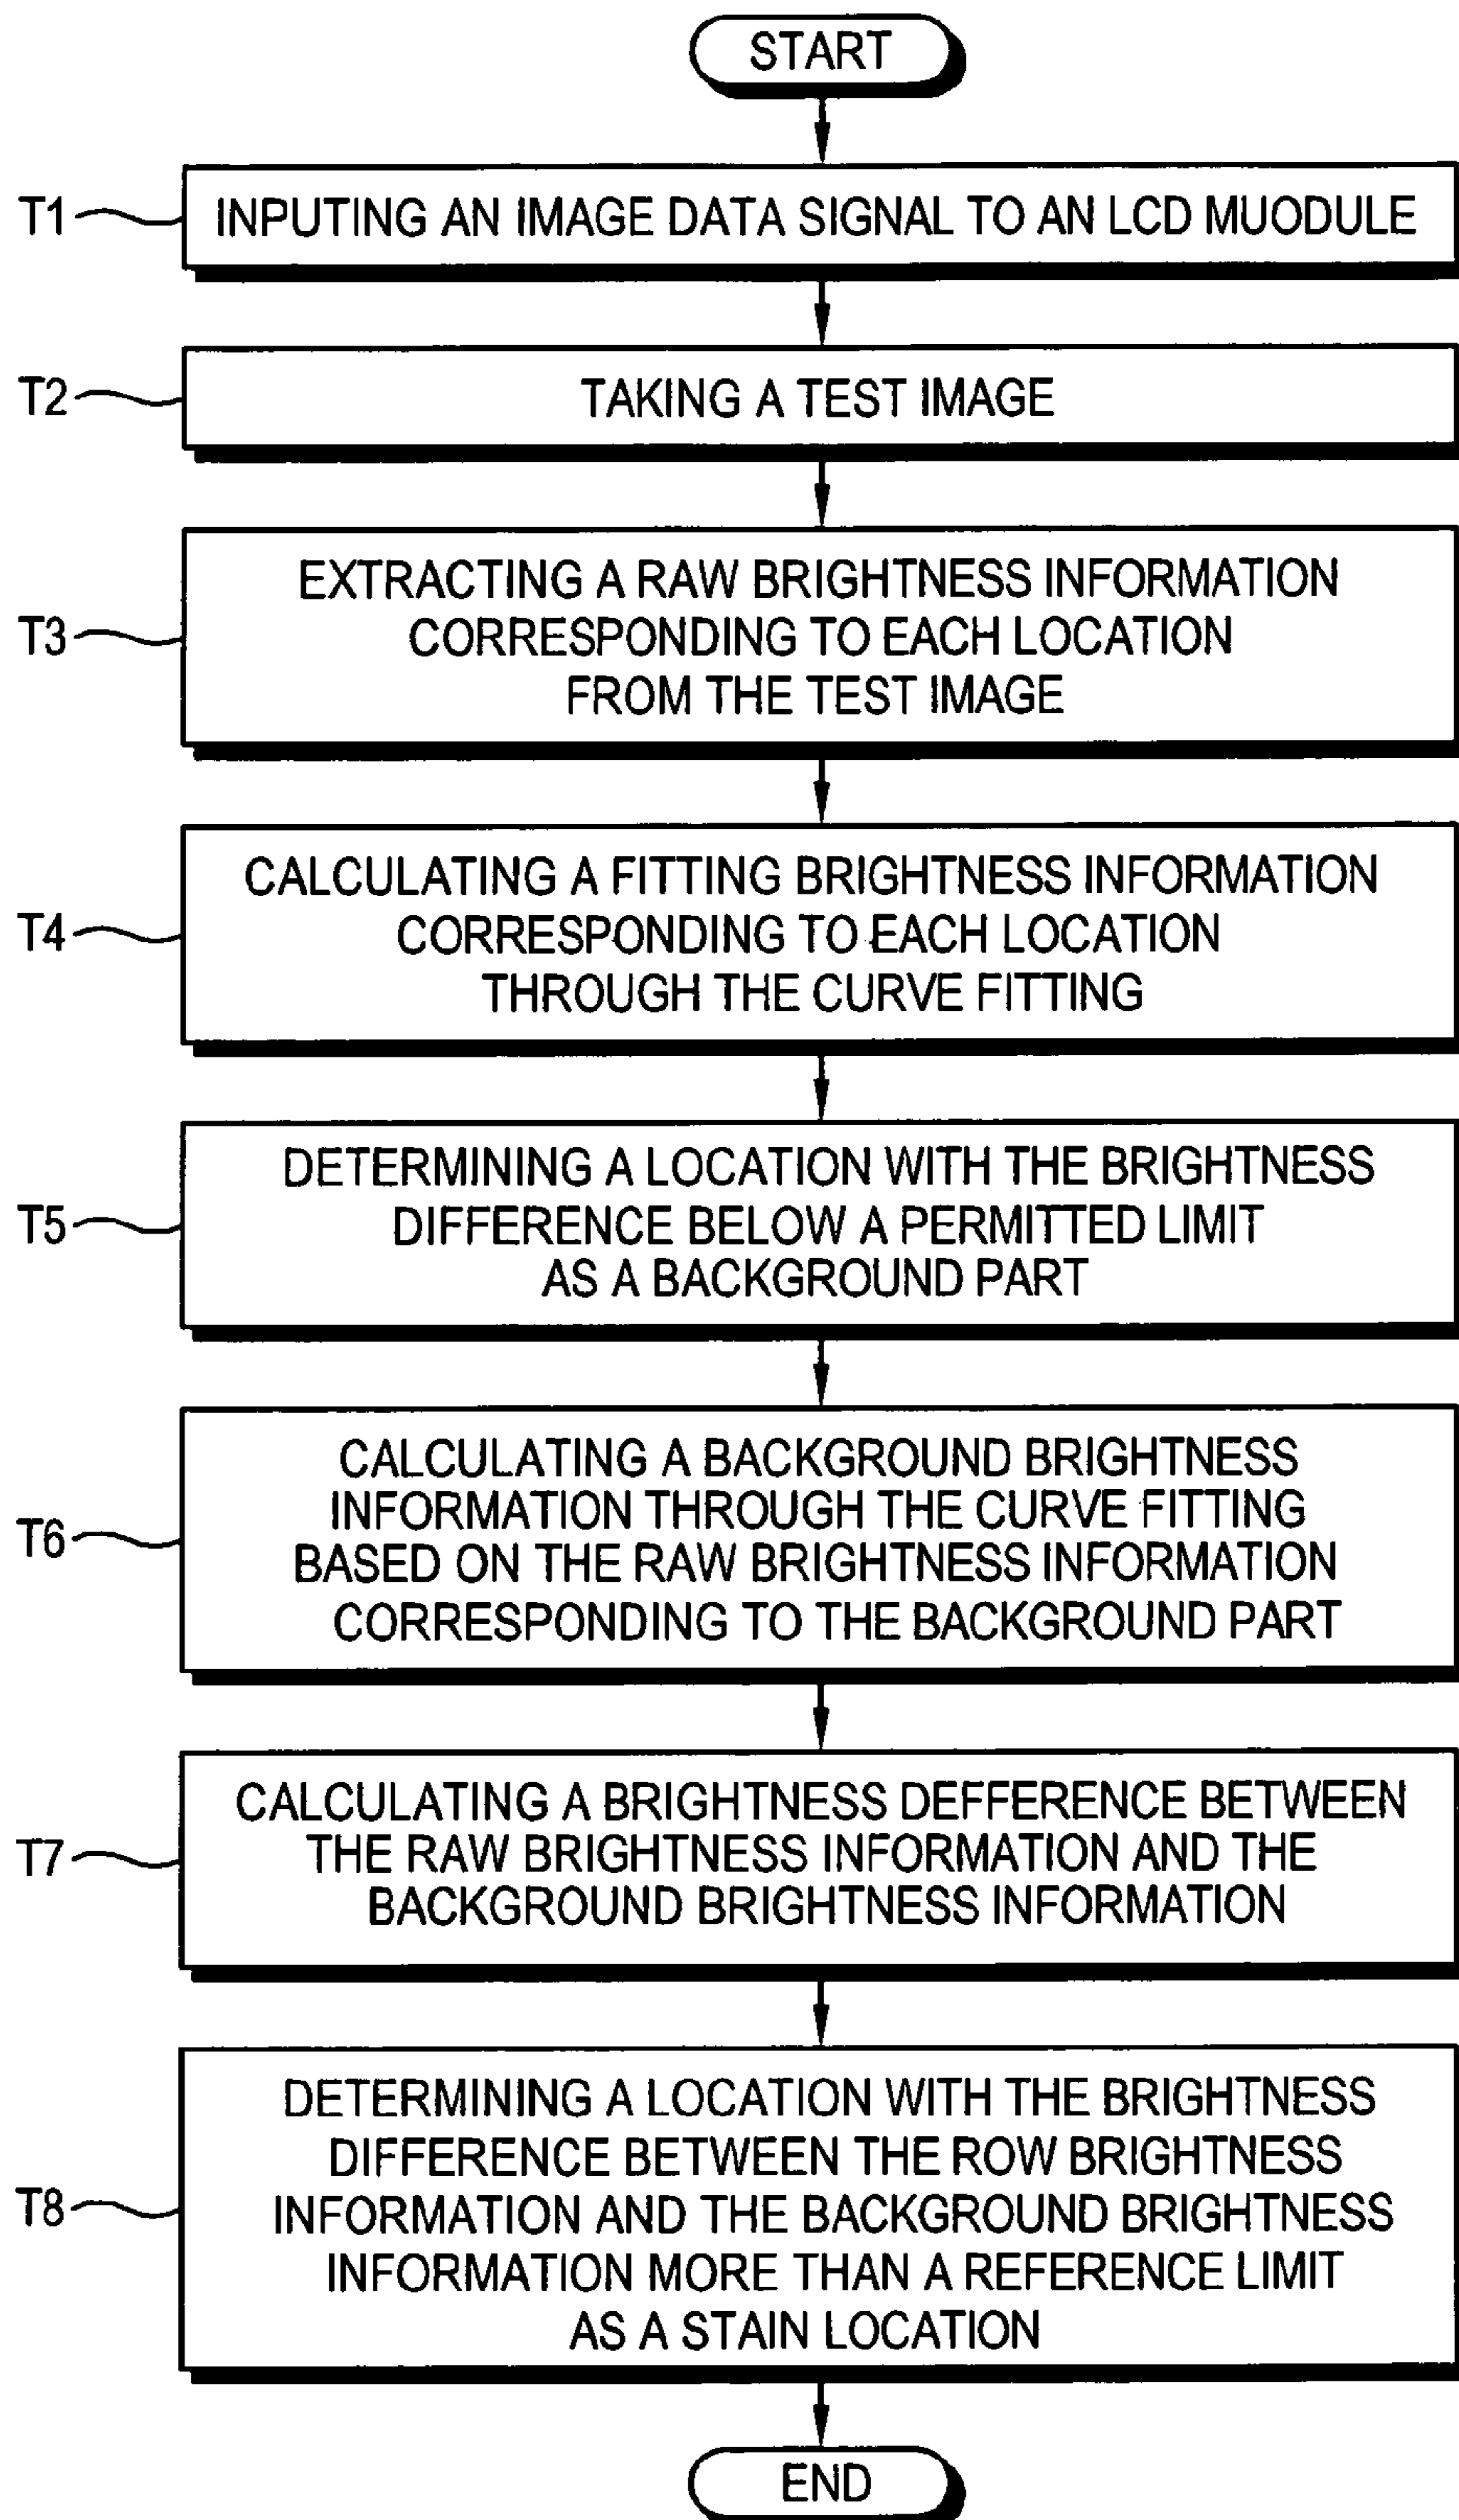 START
T1
INPUTING AN IMAGE DATA SIGNAL TO AN LCD MUODULE
T2
TAKING A TEST IMAGE
T3
EXTRACTING A RAW BRIGHTNESS INFORMATION
CORRESPONDING TO EACH LOCATION
FROM THE TEST IMAGE
T4
CALCULATING A FITTING BRIGHTNESS INFORMATION
CORRESPONDING TO EACH LOCATION
THROUGH THE CURVE FITTING
T5
DETERMINING A LOCATION WITH THE BRIGHTNESS
DIFFERENCE BELOW A PERMITTED LIMIT
AS A BACKGROUND PART
T6
CALCULATING A BACKGROUND BRIGHTNESS
INFORMATION THROUGH THE CURVE FITTING
BASED ON THE RAW BRIGHTNESS INFORMATION
CORRESPONDING TO THE BACKGROUND PART
T7
CALCULATING A BRIGHTNESS DEFFERENCE BETWEEN
THE RAW BRIGHTNESS INFORMATION AND THE
BACKGROUND BRIGHTNESS INFORMATION
T8
DETERMINING A LOCATION WITH THE BRIGHTNESS
DIFFERENCE BETWEEN THE ROW BRIGHTNESS
INFORMATION AND THE BACKGROUND BRIGHTNESS
INFORMATION MORE THAN A REFERENCE LIMIT
AS A STAIN LOCATION
END